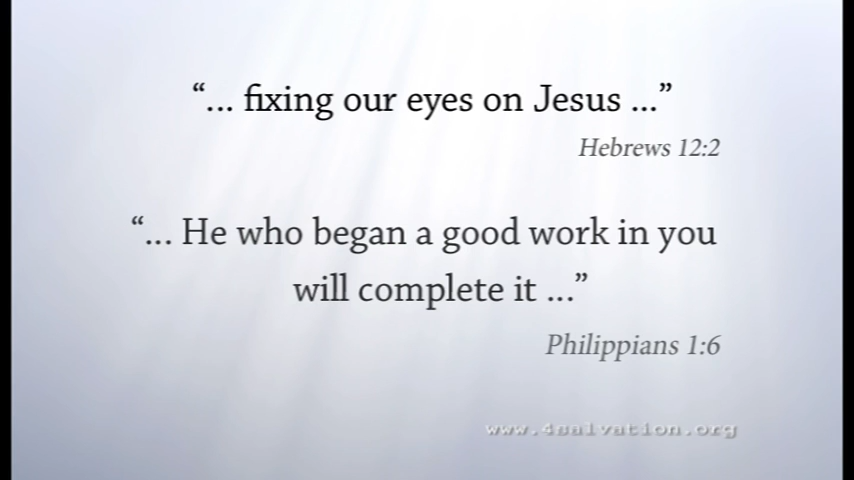 “... fixing our eyes on Jesus ...”
Hebrews 12:2
“... He who began a good work in you
will complete it ...”
Philippians 1:6
www.4salvation.org